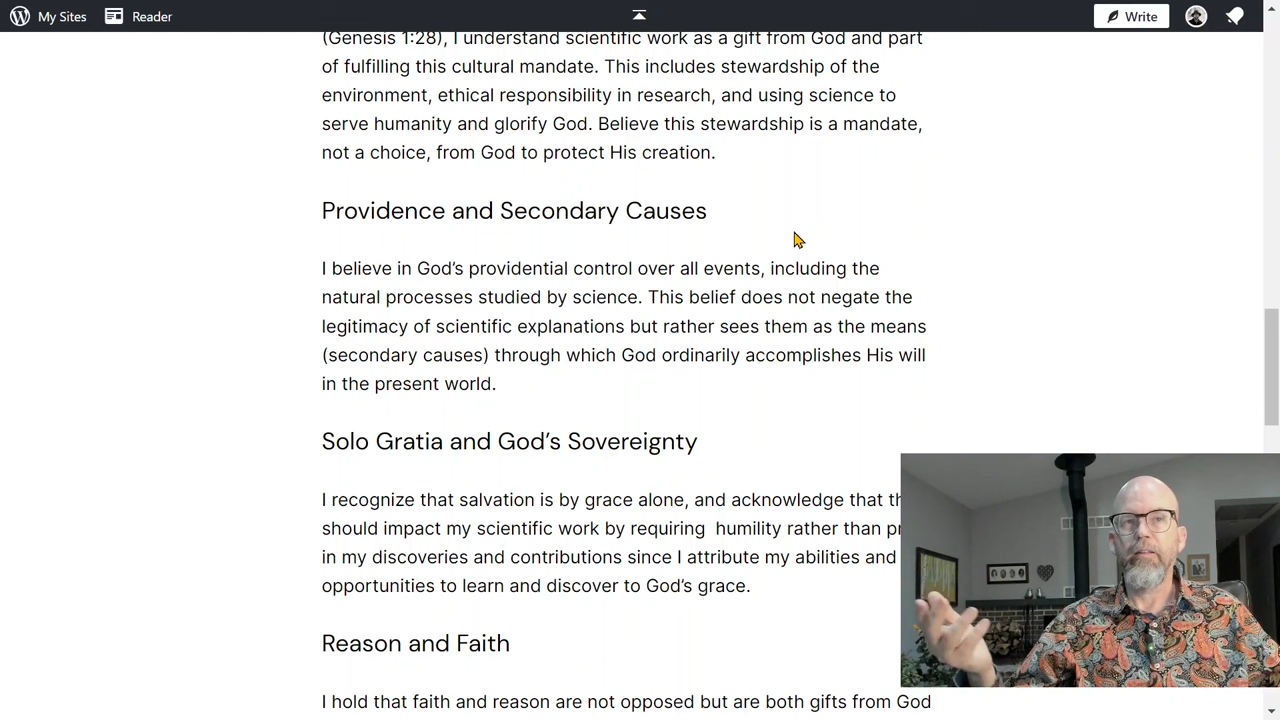 My Sites Reader Write
(Genesis 1:28), I understand scientific work as a gift from God and part
of fulfilling this cultural mandate. This includes stewardship of the
environment, ethical responsibility in research, and using science to
serve humanity and glorify God. Believe this stewardship is a mandate,
not a choice, from God to protect His creation.
Providence and Secondary Causes
I believe in God’s providential control over all events, including the
natural processes studied by science. This belief does not negate the
legitimacy of scientific explanations but rather sees them as the means
(secondary causes) through which God ordinarily accomplishes His will
in the present world.
Solo Gratia and God’s Sovereignty
I recognize that salvation is by grace alone, and acknowledge that
should impact my scientific work by requiring humility rather than
in my discoveries and contributions since I attribute my abilities and
opportunities to learn and discover to God’s grace.
Reason and Faith
I hold that faith and reason are not opposed but are both gifts from God